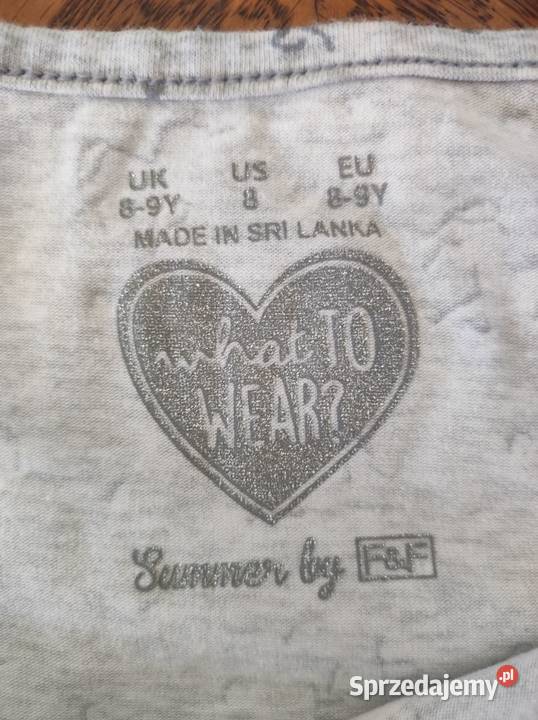 UK US EU
8-9Y 8 8-9Y
MADE IN SRI LANKA
what TO
WEAR?
Summer by F&F
Sprzedajemy.pl